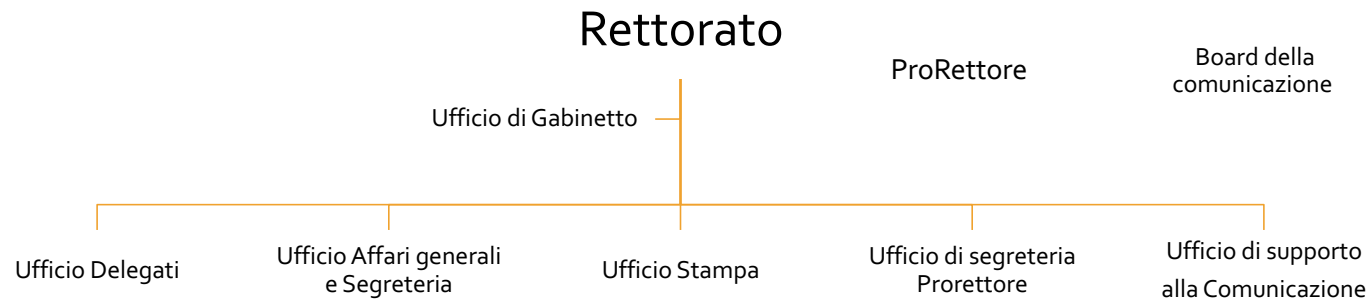 Rettorato
ProRettore
Board della
comunicazione
Ufficio di Gabinetto
Ufficio Delegati
Ufficio Affari generali
e Segreteria
Ufficio Stampa
Ufficio di segreteria
Prorettore
Ufficio di supporto
alla Comunicazione